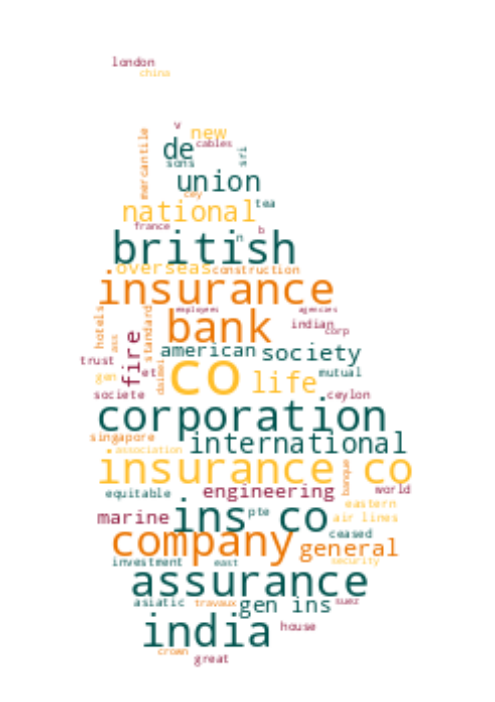 london
china
v
new
mercantile
de
cables
sons
sri
union
cey
tea
national
france
b
n
british
overseas
construction
insurance
employees
agencies
bank
indian
corp
hotels
ass
standard
fire
american
society
trust
et
co
life
mutual
gen
daimei
societe
ceylon
corporation
singapore
international
association
insurance co
banque
world
equitable
engineering
eastern
marine
ins co
pte
air lines
ceased
company
general
investment
east
security
assurance
asiatic
travaux
gen ins
suez
india
house
crown
great